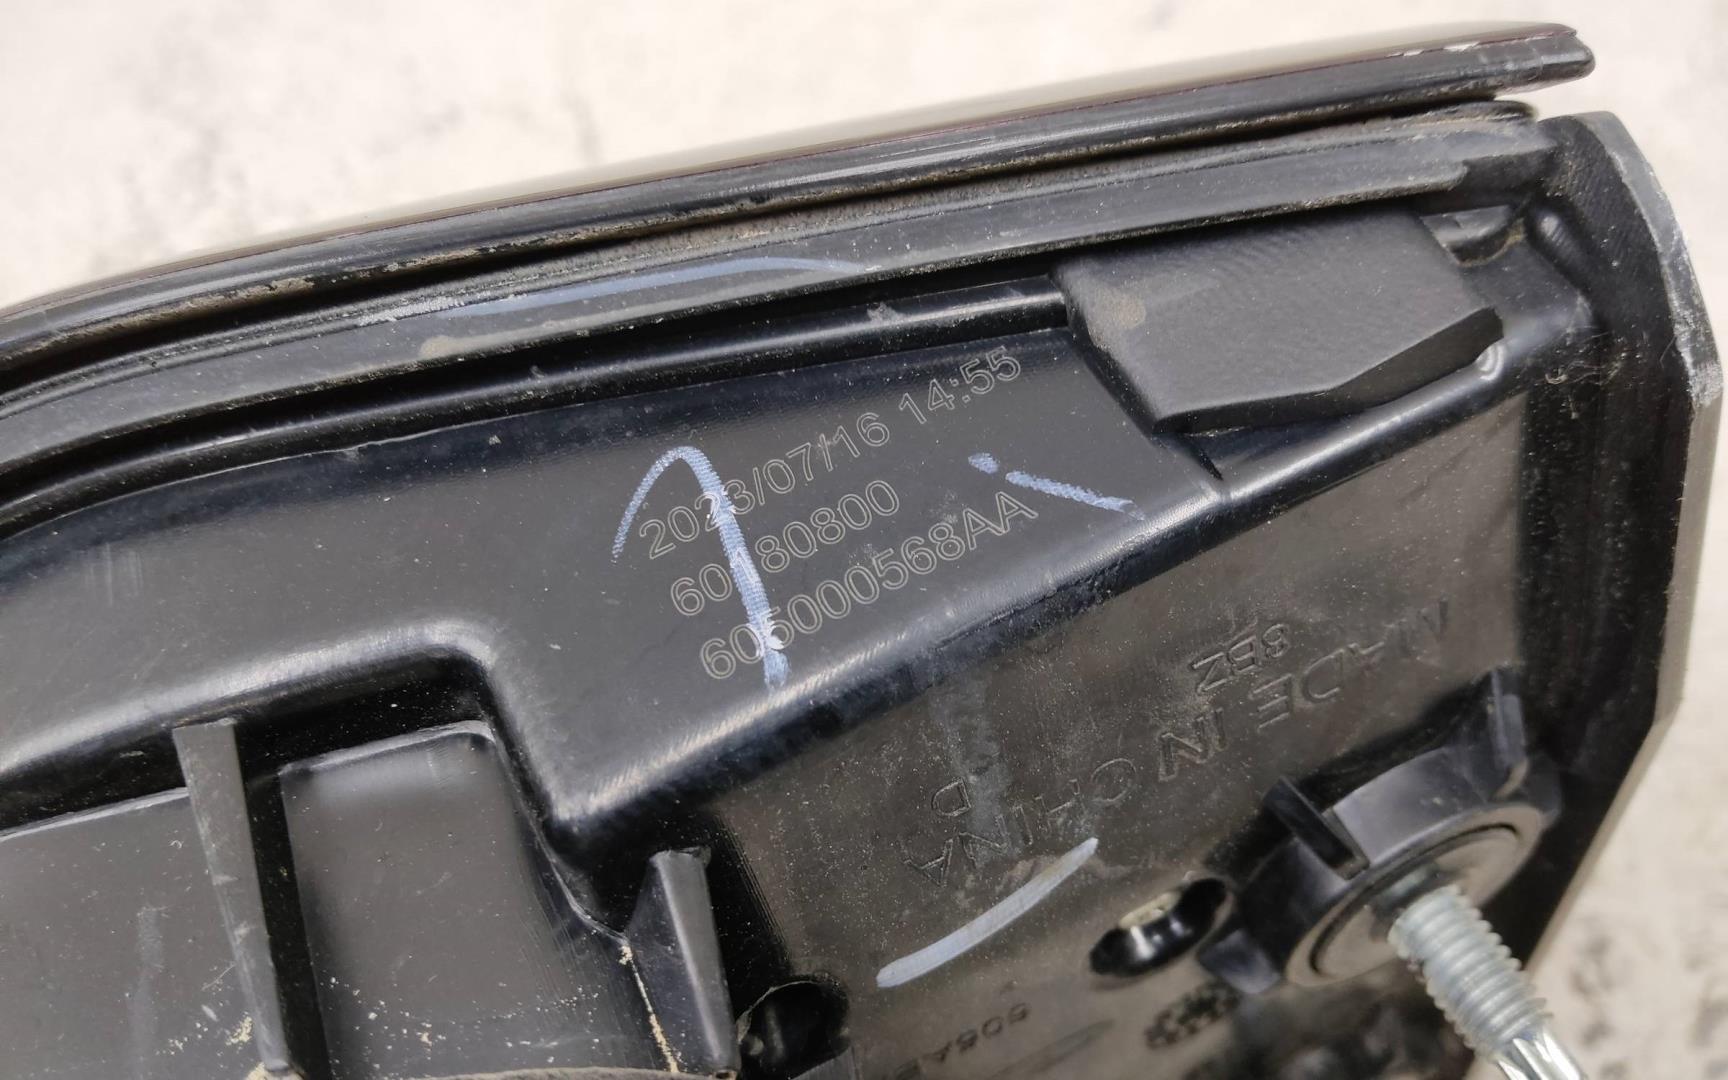 2023/07/16 14:55
60180800
605000568AA
MADE IN CHINA
8BZ
D